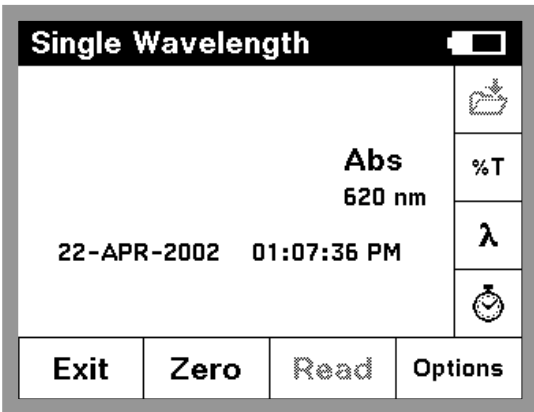 Single Wavelength
Abs
%T
620 nm
λ
22-APR-2002 01:07:36 PM
Exit Zero Read Options